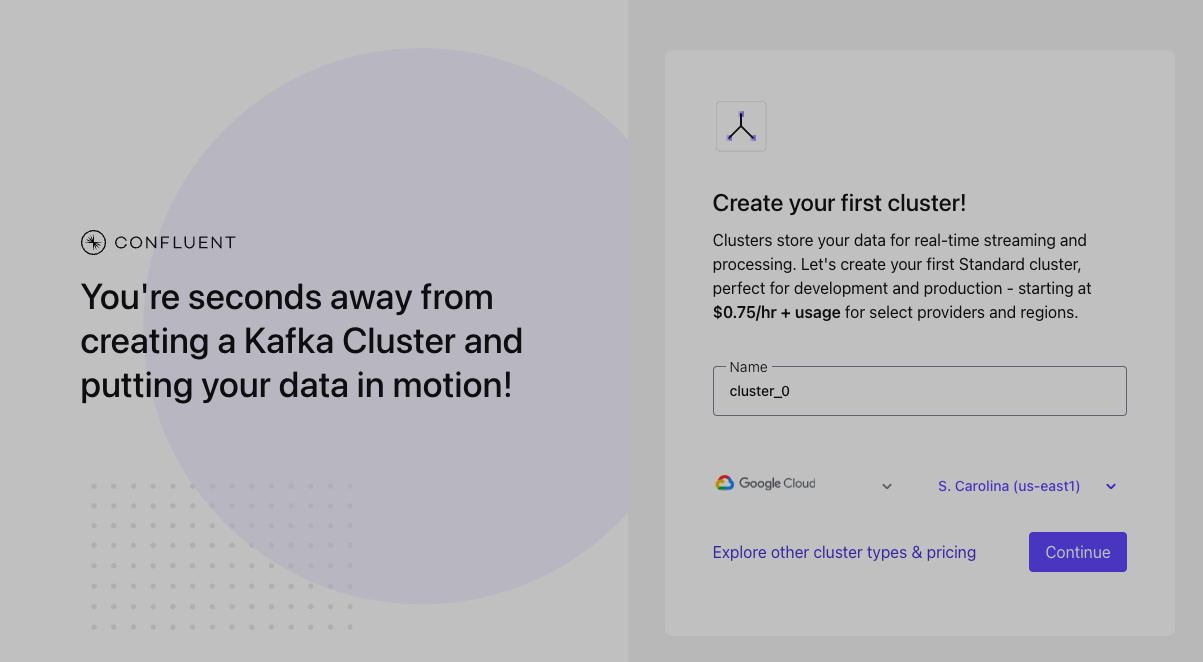 CONFLUENT
You're seconds away from
creating a Kafka Cluster and
putting your data in motion!
Create your first cluster!
Clusters store your data for real-time streaming and
processing. Let's create your first Standard cluster,
perfect for development and production - starting at
$0.75/hr + usage for select providers and regions.
Name
cluster_0
Google Cloud
S. Carolina (us-east1)
Explore other cluster types & pricing
Continue